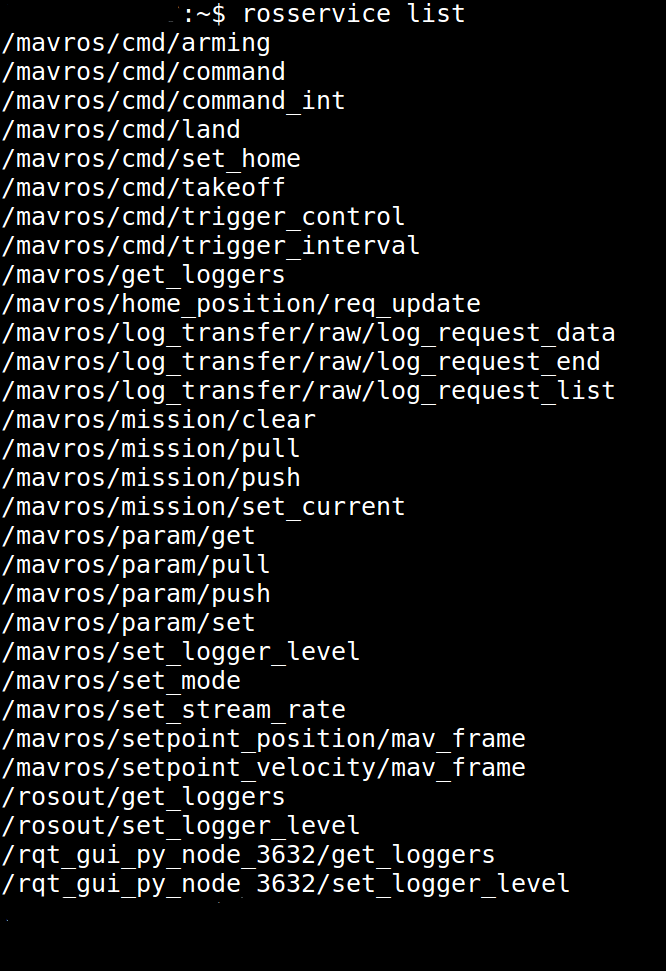 :~$ rosservice list
/mavros/cmd/arming
/mavros/cmd/command
/mavros/cmd/command_int
/mavros/cmd/land
/mavros/cmd/set_home
/mavros/cmd/takeoff
/mavros/cmd/trigger_control
/mavros/cmd/trigger_interval
/mavros/get_loggers
/mavros/home_position/req_update
/mavros/log_transfer/raw/log_request_data
/mavros/log_transfer/raw/log_request_end
/mavros/log_transfer/raw/log_request_list
/mavros/mission/clear
/mavros/mission/pull
/mavros/mission/push
/mavros/mission/set_current
/mavros/param/get
/mavros/param/pull
/mavros/param/push
/mavros/param/set
/mavros/set_logger_level
/mavros/set_mode
/mavros/set_stream_rate
/mavros/setpoint_position/mav_frame
/mavros/setpoint_velocity/mav_frame
/rosout/get_loggers
/rosout/set_logger_level
/rqt_gui_py_node_3632/get_loggers
/rqt_gui_py_node_3632/set_logger_level